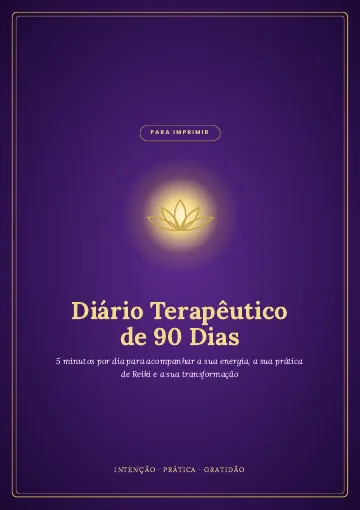 PARA IMPRIMIR
Diário Terapêutico
de 90 Dias
5 minutos por dia para acompanhar a sua energia, a sua prática
de Reiki e a sua transformação
INTENÇÃO · PRÁTICA · GRATIDÃO